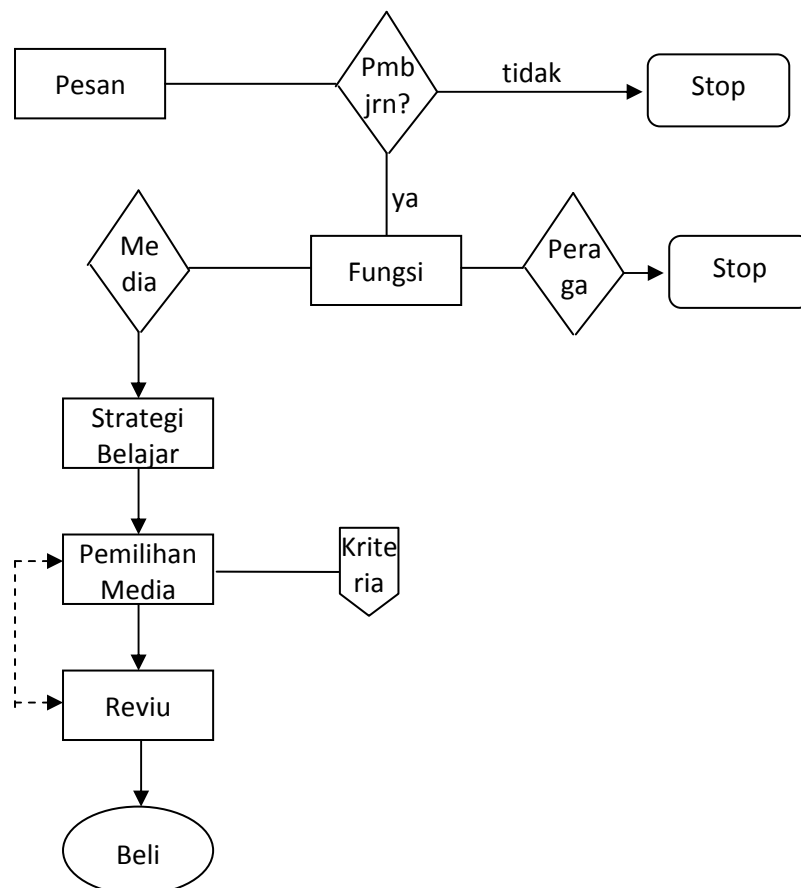 Pesan
Pmb
jrn?
tidak
Stop
ya
Me
dia
Fungsi
Pera
ga
Stop
Strategi
Belajar
Pemilihan
Media
Krite
ria
Reviu
Beli